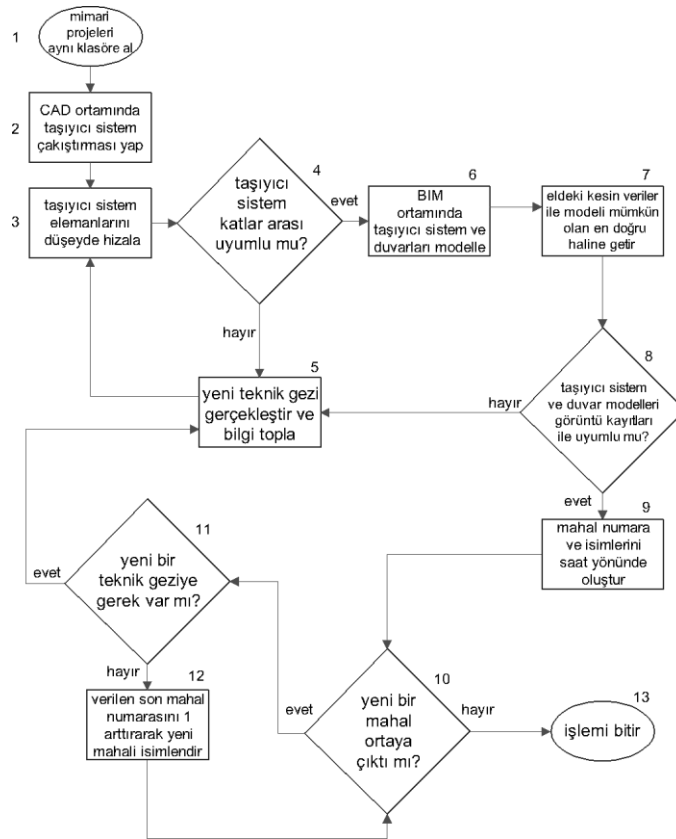 1
mimari
projeleri
aynı klasöre al
2
CAD ortamında
taşıyıcı sistem
çakıştırması yap
3
taşıyıcı sistem
elemanlarını
düşeyde hizala
4
taşıyıcı
sistem
katlar arası
uyumlu mu?
evet
hayır
5
yeni teknik gezi
gerçekleştir ve
bilgi topla
6
BIM
ortamında
taşıyıcı sistem ve
duvarları modelle
7
eldeki kesin veriler
ile modeli mümkün
olan en doğru
haline getir
8
taşıyıcı sistem
ve duvar modelleri
görüntü kayıtları
ile uyumlu mu?
hayır
evet
9
mahal numara
ve isimlerini
saat yönünde
oluştur
10
yeni bir
mahal
ortaya
çıktı mı?
evet
hayır
11
yeni bir
teknik geziye
gerek var mı?
evet
hayır
12
verilen son mahal
numarasını 1
arttırarak yeni
mahali isimlendir
13
işlemi bitir